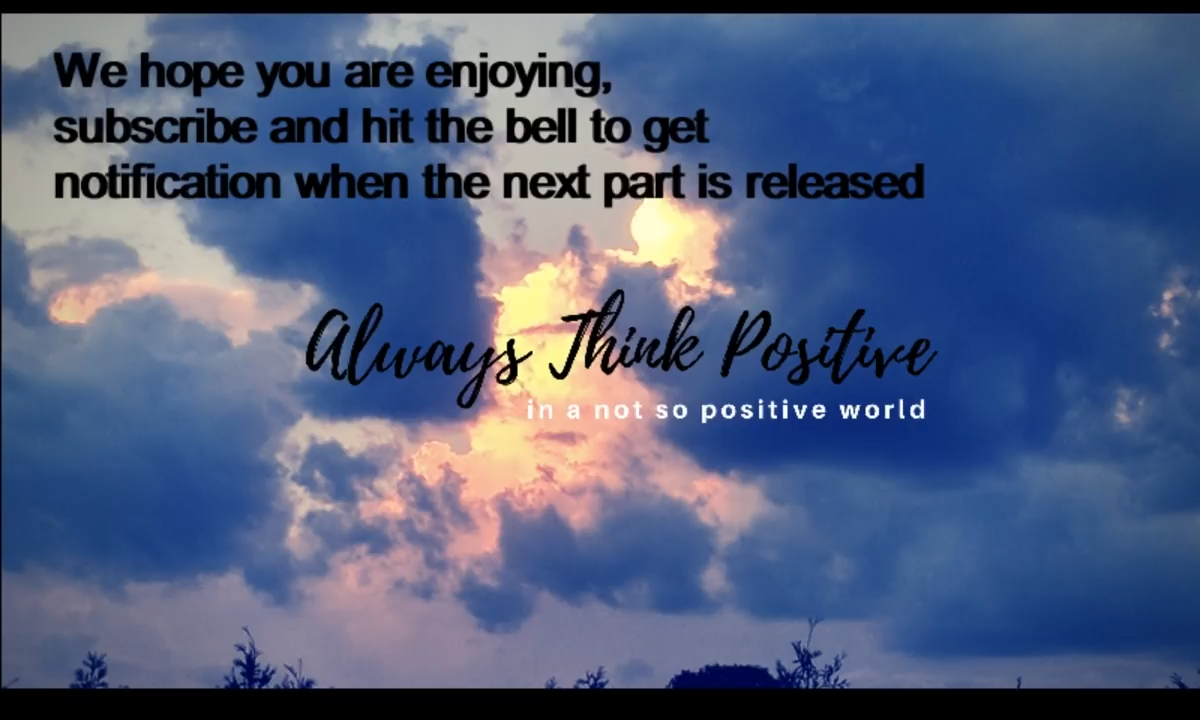 We hope you are enjoying,
subscribe and hit the bell to get
notification when the next part is released
Always Think Positive
in a not so positive world